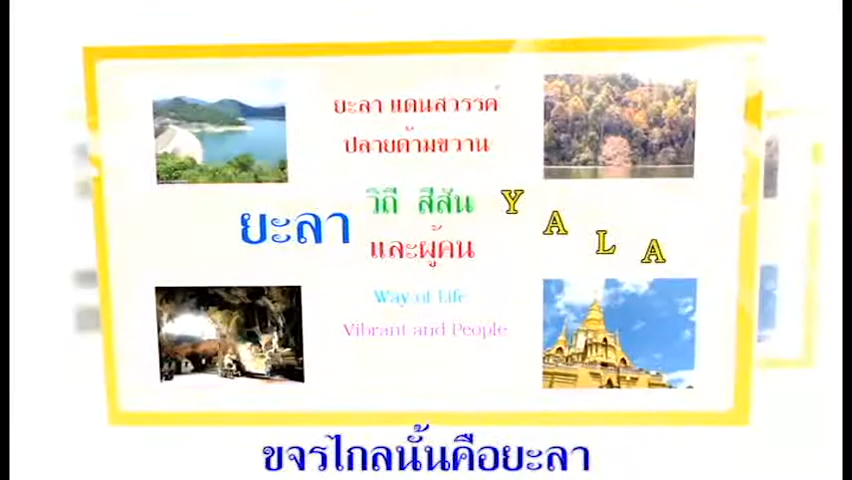 ยะลา แดนสวรรค์
ปลายด้ามขวาน
ยะลา
วิถี สีสัน
และผู้คน
YALA
Way of Life
Vibrant and People
ขจรไกลนั้นคือยะลา